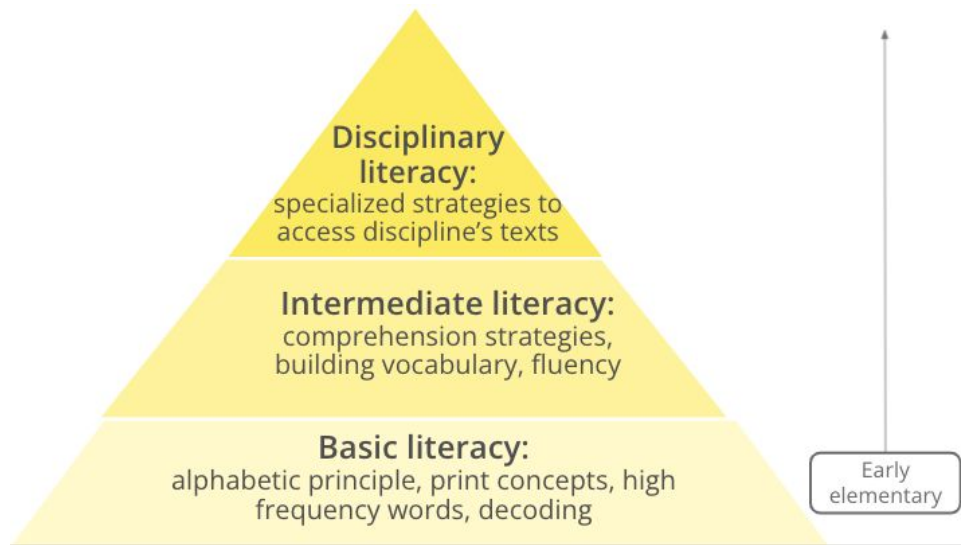 Disciplinary
literacy:
specialized strategies to
access discipline’s texts
Intermediate literacy:
comprehension strategies,
building vocabulary, fluency
Basic literacy:
alphabetic principle, print concepts, high
frequency words, decoding
Early
elementary